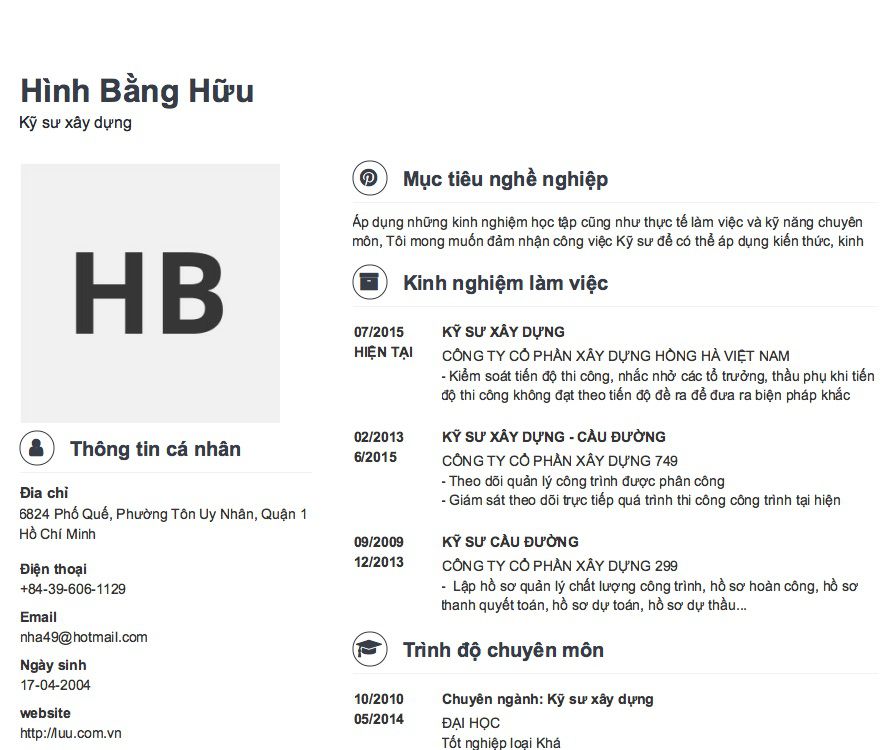 Hình Bằng Hữu
Kỹ sư xây dựng
HB
Thông tin cá nhân
Đia chỉ
6824 Phố Quế, Phường Tôn Uy Nhân, Quận 1
Hồ Chí Minh
Điện thoại
+84-39-606-1129
Email
nha49@hotmail.com
Ngày sinh
17-04-2004
website
http://luu.com.vn
Mục tiêu nghề nghiệp
Áp dụng những kinh nghiệm học tập cũng như thực tế làm việc và kỹ năng chuyên
môn, Tôi mong muốn đảm nhận công việc Kỹ sư để có thể áp dụng kiến thức, kinh
Kinh nghiệm làm việc
07/2015 KỸ SƯ XÂY DỰNG
HIỆN TẠI CÔNG TY CỔ PHẦN XÂY DỰNG HỒNG HÀ VIỆT NAM
- Kiểm soát tiến độ thi công, nhắc nhở các tổ trưởng, thầu phụ khi tiến
độ thi công không đạt theo tiến độ đề ra để đưa ra biện pháp khắc
02/2013 KỸ SƯ XÂY DỰNG - CẦU ĐƯỜNG
6/2015 CÔNG TY CỔ PHẦN XÂY DỰNG 749
- Theo dõi quản lý công trình được phân công
- Giám sát theo dõi trực tiếp quá trình thi công công trình tại hiện
09/2009 KỸ SƯ CẦU ĐƯỜNG
12/2013 CÔNG TY CỔ PHẦN XÂY DỰNG 299
- Lập hồ sơ quản lý chất lượng công trình, hồ sơ hoàn công, hồ sơ
thanh quyết toán, hồ sơ dự toán, hồ sơ dự thầu...
Trình độ chuyên môn
10/2010 Chuyên ngành: Kỹ sư xây dựng
05/2014 ĐẠI HỌC
Tốt nghiệp loại Khá